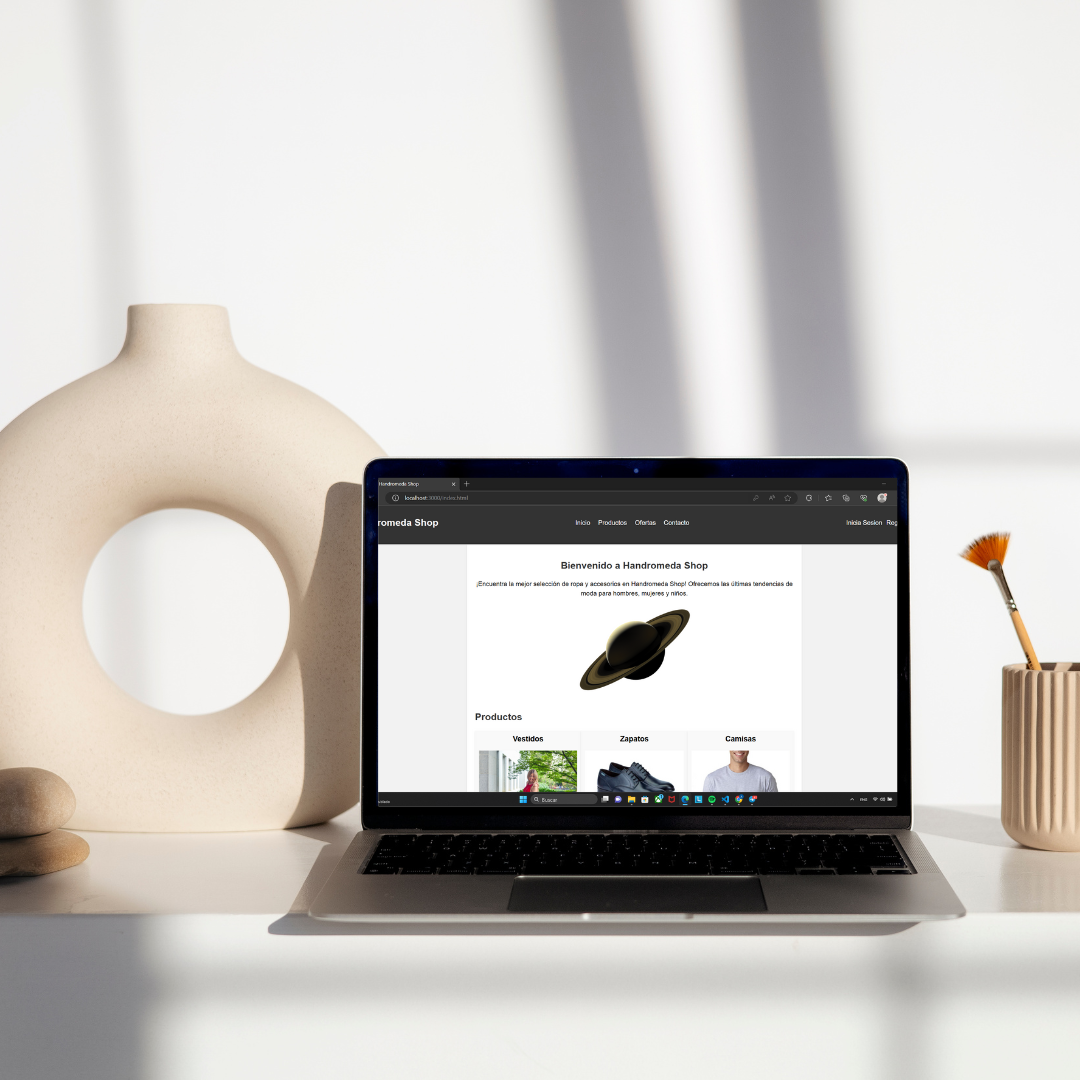 Handromeda Shop
localhost:3000/index.html
romeda Shop
Inicio Productos Ofertas Contacto
Inicia Sesion Reg
Bienvenido a Handromeda Shop
¡Encuentra la mejor selección de ropa y accesorios en Handromeda Shop! Ofrecemos las últimas tendencias de
moda para hombres, mujeres y niños.
Productos
Vestidos
Zapatos
Camisas
Buscar